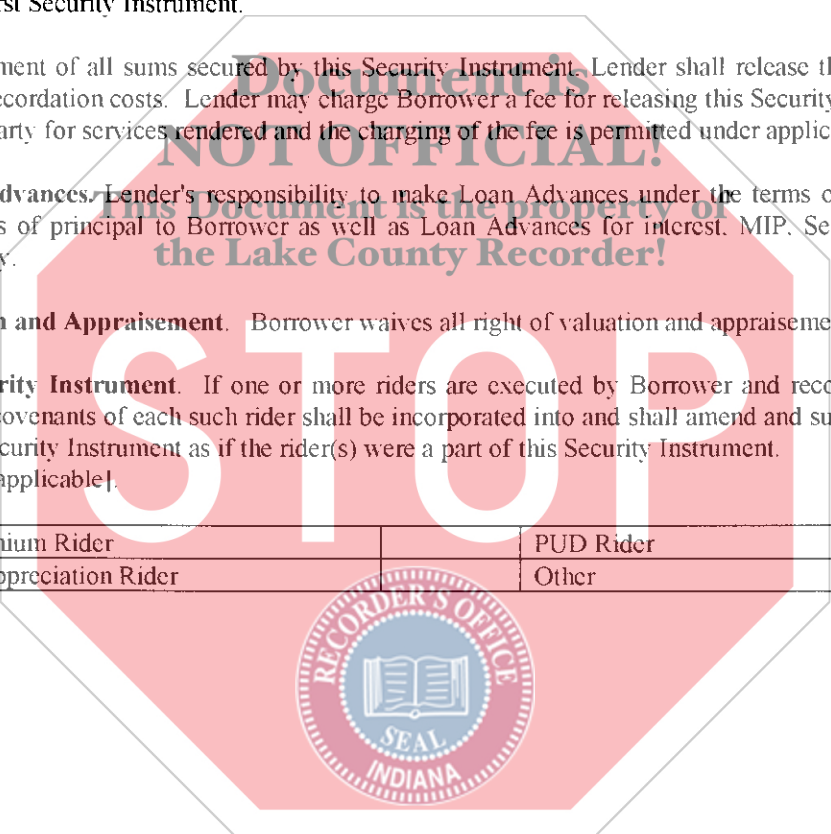 rst Security Instrument.
ment of all sums secured by this Security Instrument, Lender shall release th
ecordation costs. Lender may charge Borrower a fee for releasing this Security
arty for services rendered and the charging of the fee is permitted under applic
dvances. Lender's responsibility to make Loan Advances under the terms o
s of principal to Borrower as well as Loan Advances for interest, MIP, Se
y.
n and Appraisement. Borrower waives all right of valuation and appraiseme
rity Instrument. If one or more riders are executed by Borrower and reco
covenants of each such rider shall be incorporated into and shall amend and su
curity Instrument as if the rider(s) were a part of this Security Instrument.
applicable].
nium Rider PUD Rider
ppreciation Rider Other
Document is
NOT OFFICIAL!
This Document is the property of
the Lake County Recorder!
STOP
RECORDER'S OFFICE
SEAL
INDIANA